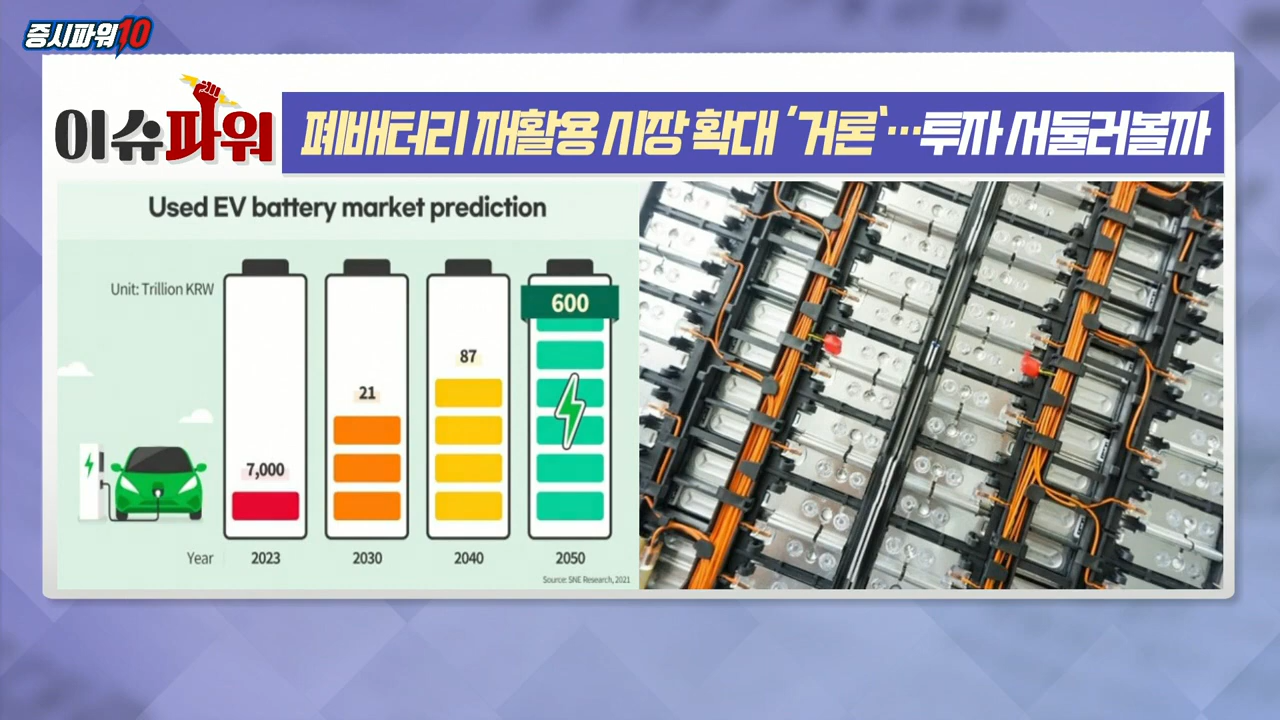 증시파워10
이슈파워
폐배터리 재활용 시장 확대 '거론'…투자 서둘러볼까
Used EV battery market prediction
Unit: Trillion KRW
600
87
21
7,000
Year 2023 2030 2040 2050
Source: SNE Research, 2021